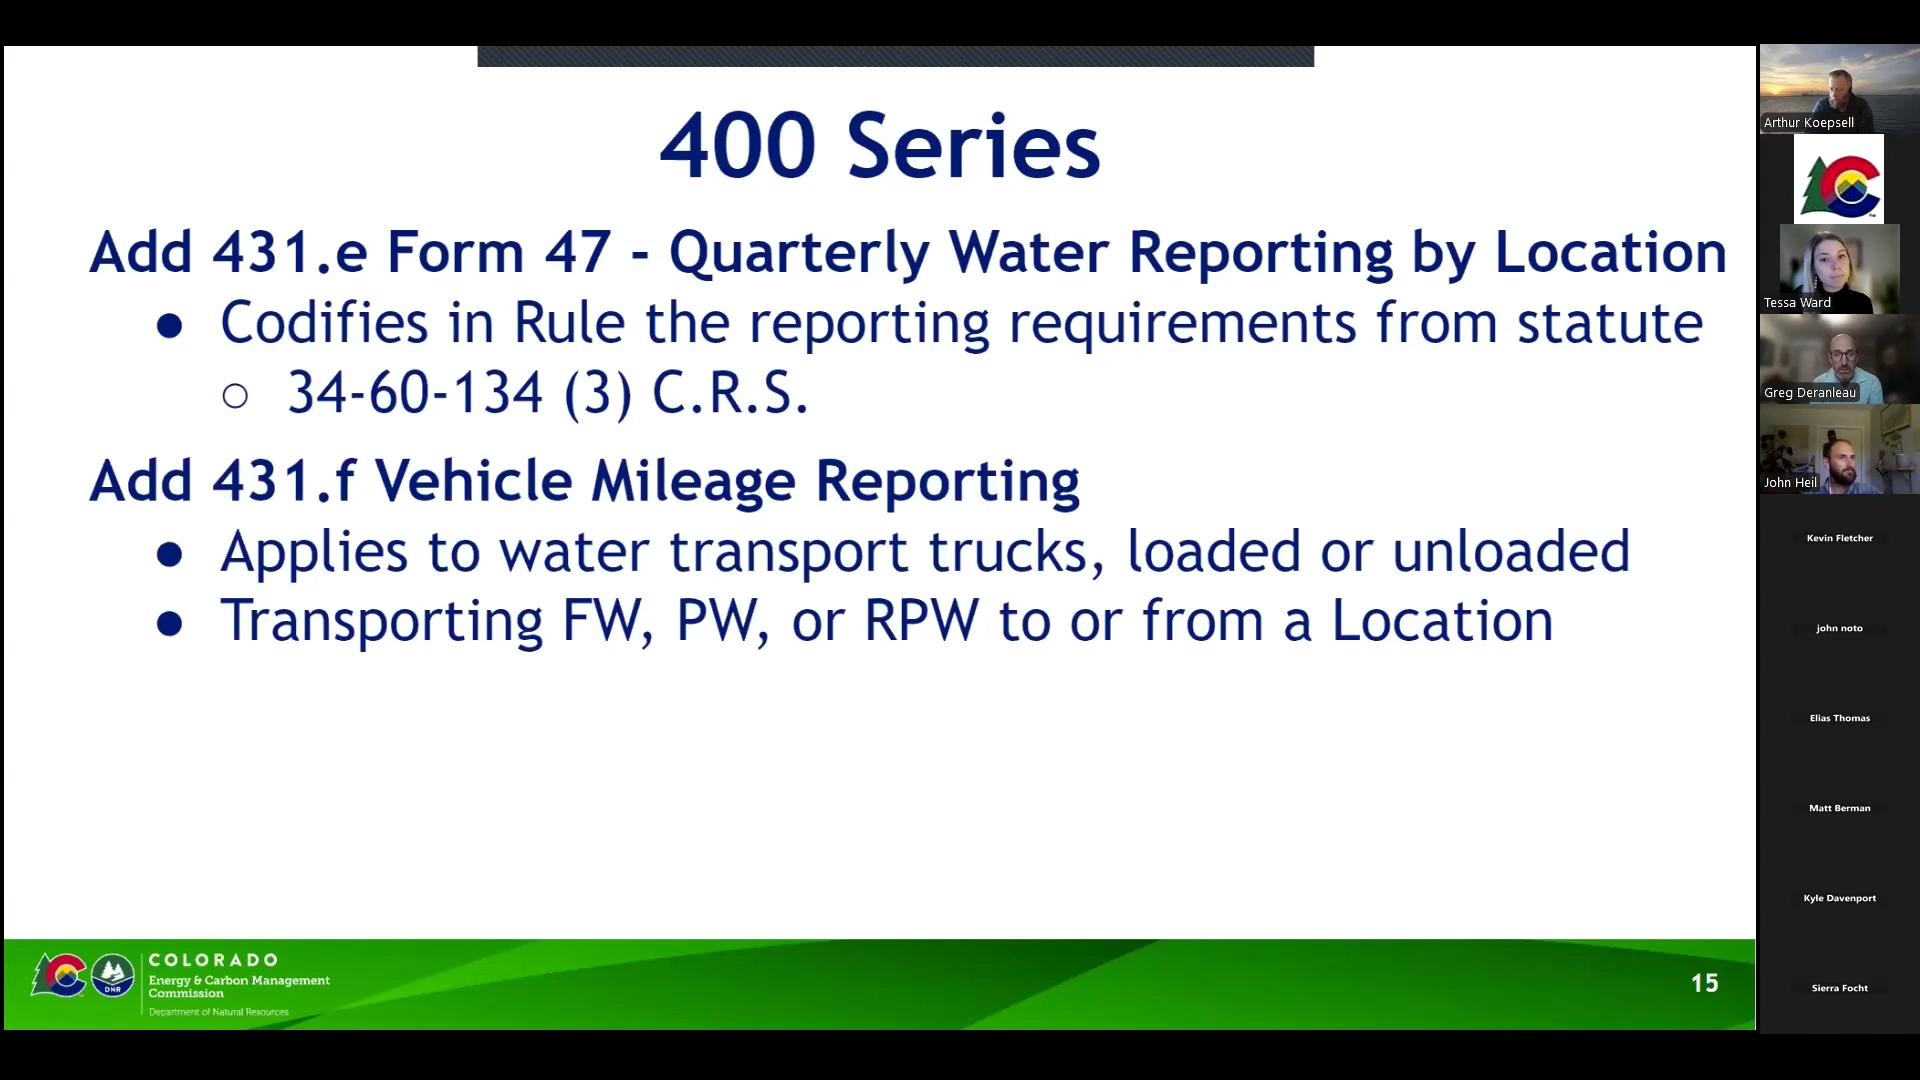 400 Series
Add 431.e Form 47 - Quarterly Water Reporting by Location
● Codifies in Rule the reporting requirements from statute
○ 34-60-134 (3) C.R.S.
Add 431.f Vehicle Mileage Reporting
● Applies to water transport trucks, loaded or unloaded
● Transporting FW, PW, or RPW to or from a Location
DNR
COLORADO
Energy & Carbon Management
Commission
Department of Natural Resources
15
Arthur Koepsell
Tessa Ward
Greg Deranleau
John Heil
Kevin Fletcher
john noto
Elias Thomas
Matt Berman
Kyle Davenport
Sierra Focht